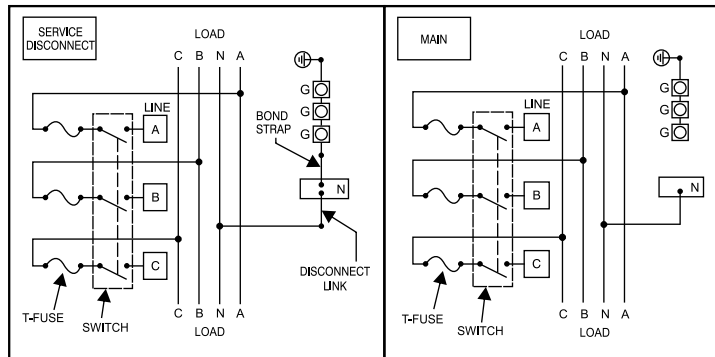 SERVICE
DISCONNECT
LOAD
C B N A
G
G
G
LINE
A
BOND
STRAP
B
N
C
DISCONNECT
LINK
T-FUSE
SWITCH
C B N A
LOAD
MAIN
LOAD
C B N A
G
G
G
LINE
A
B
N
C
T-FUSE
SWITCH
C B N A
LOAD